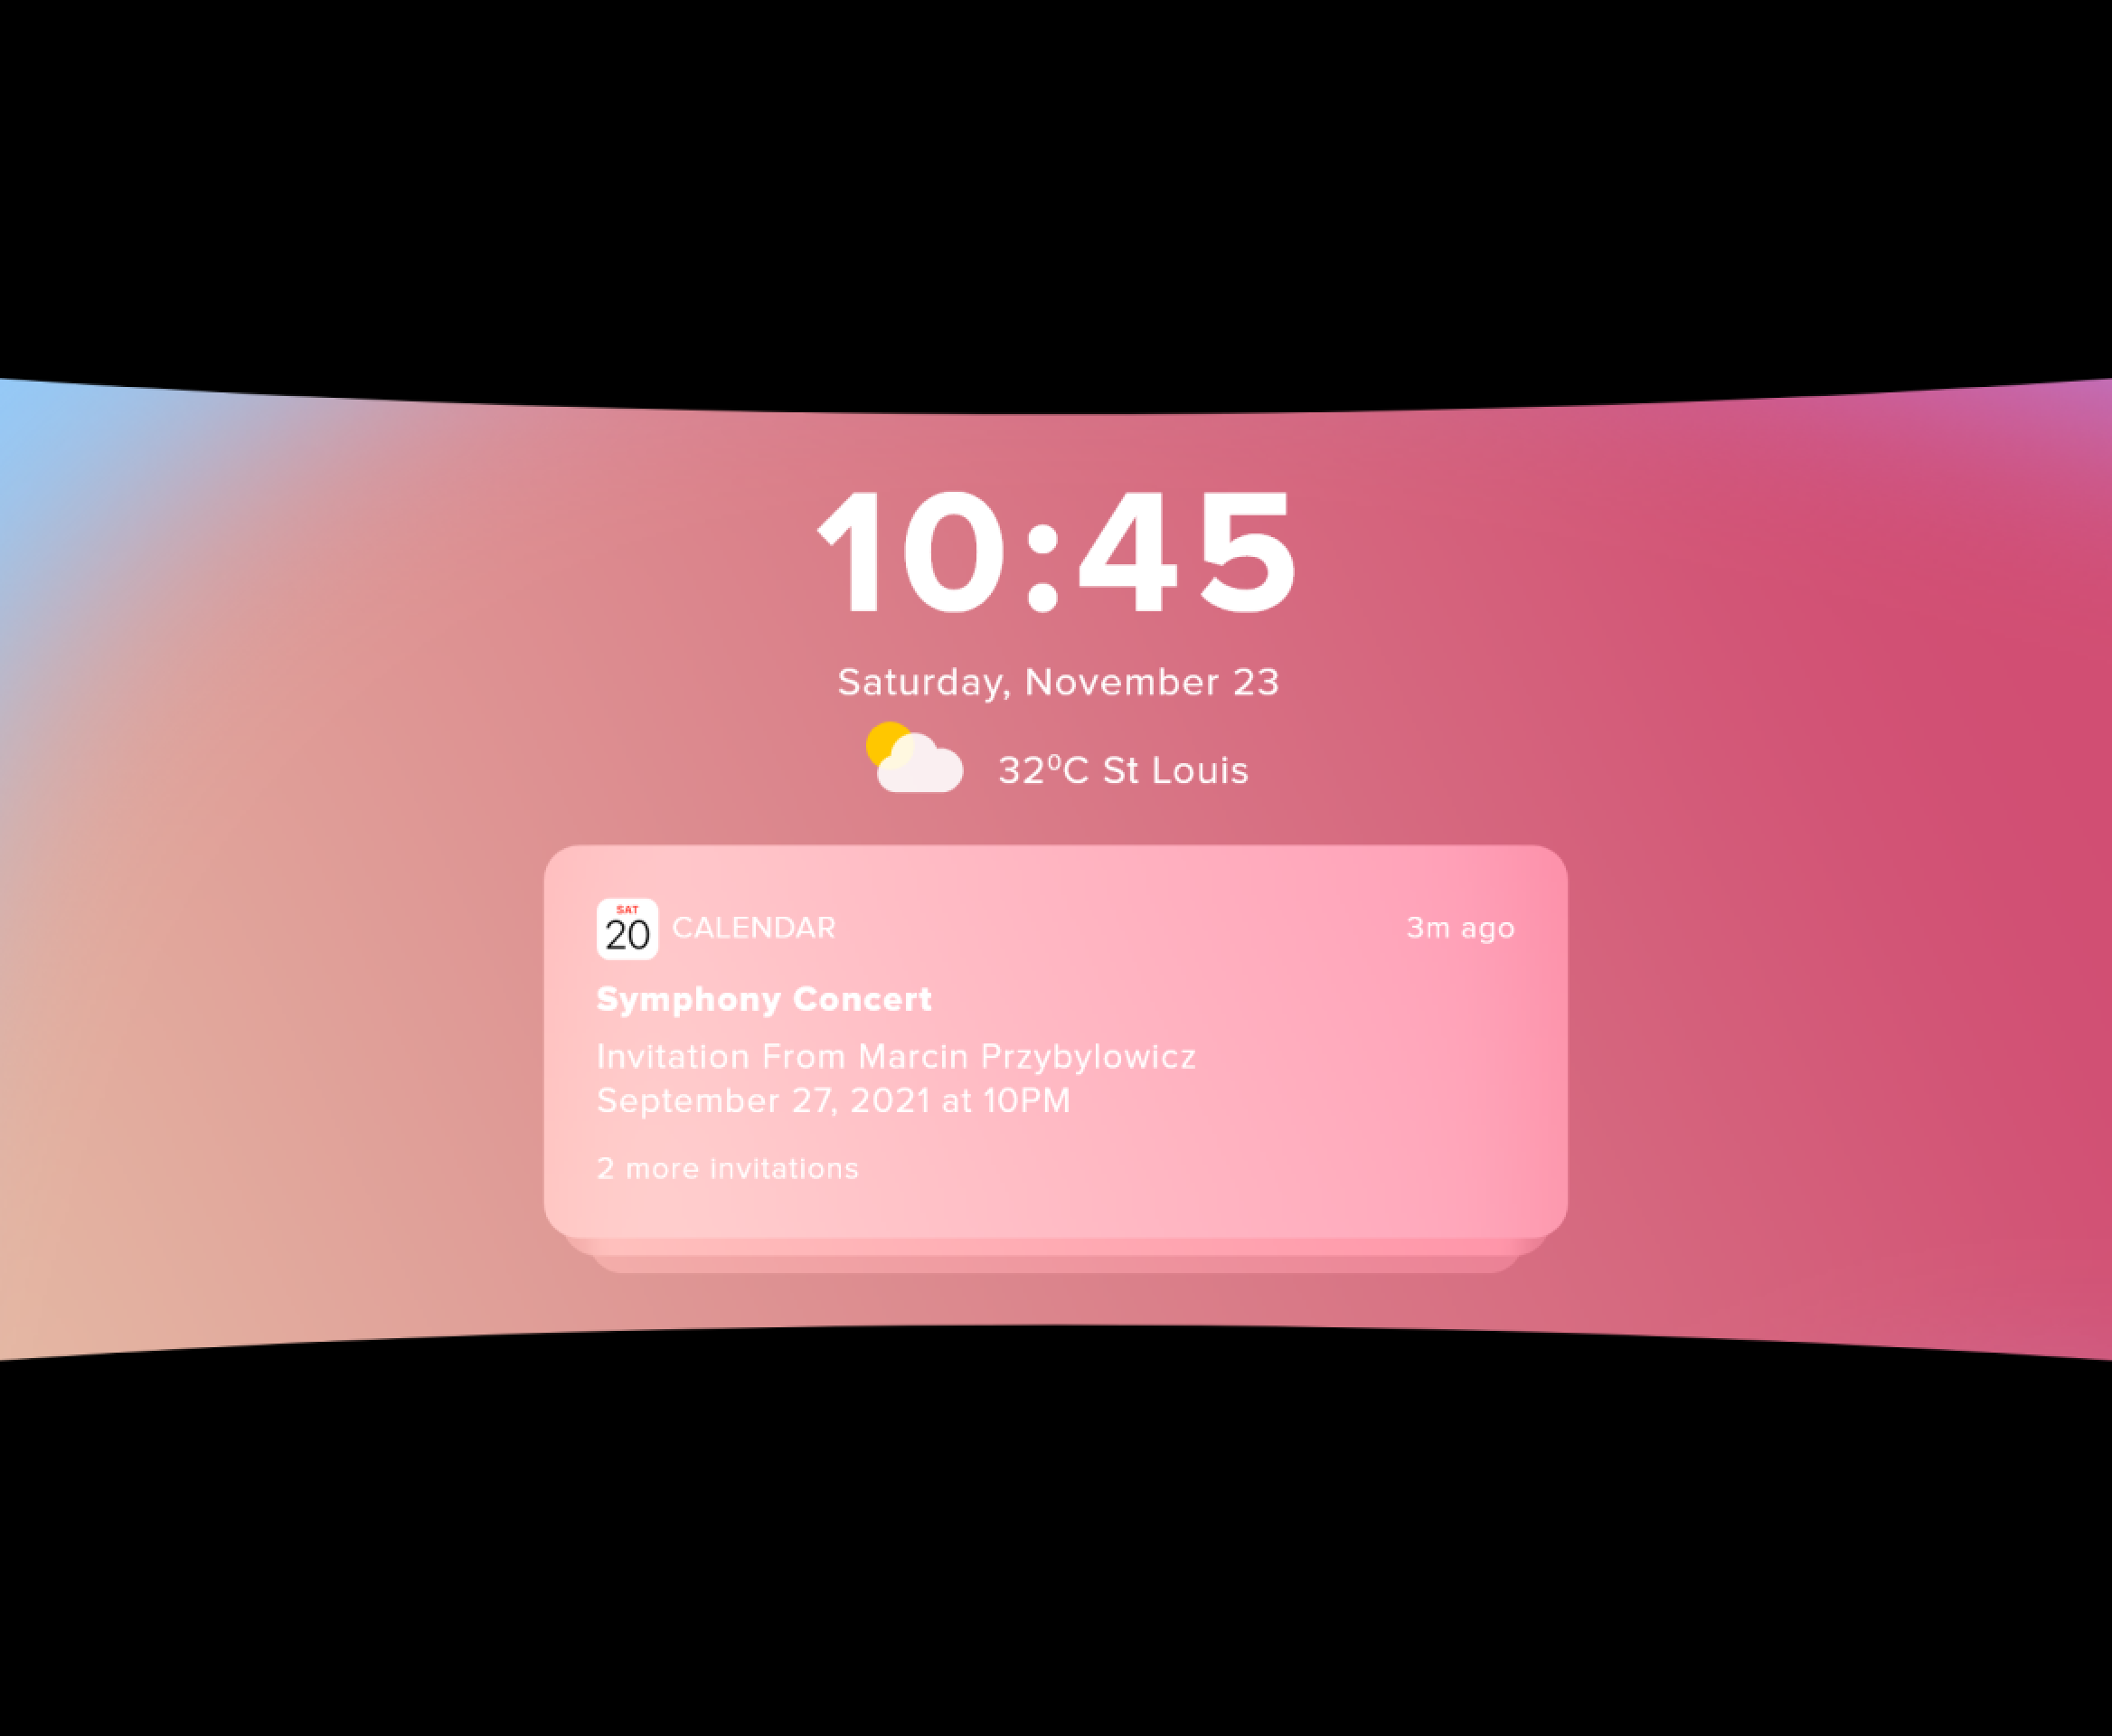 10:45
Saturday, November 23
32⁰C St Louis
SAT
20
CALENDAR
3m ago
Symphony Concert
Invitation From Marcin Przybylowicz
September 27, 2021 at 10PM
2 more invitations